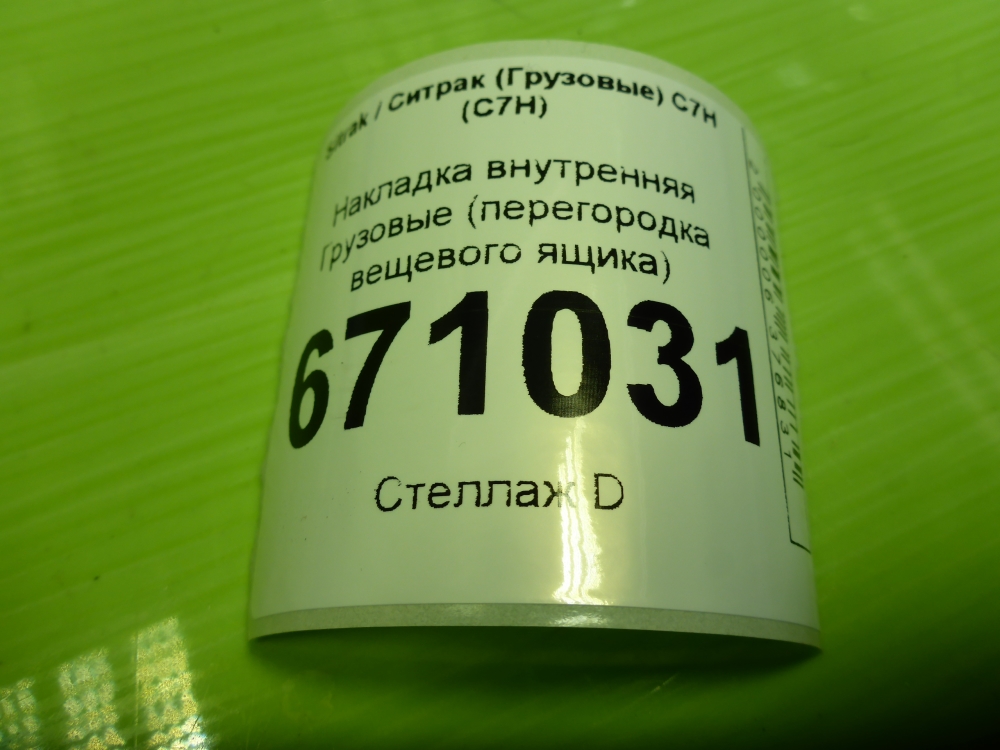 Sitrak / Ситрак (Грузовые) C7H
(C7H)
Накладка внутренняя
Грузовые (перегородка
вещевого ящика)
671031
Стеллаж D